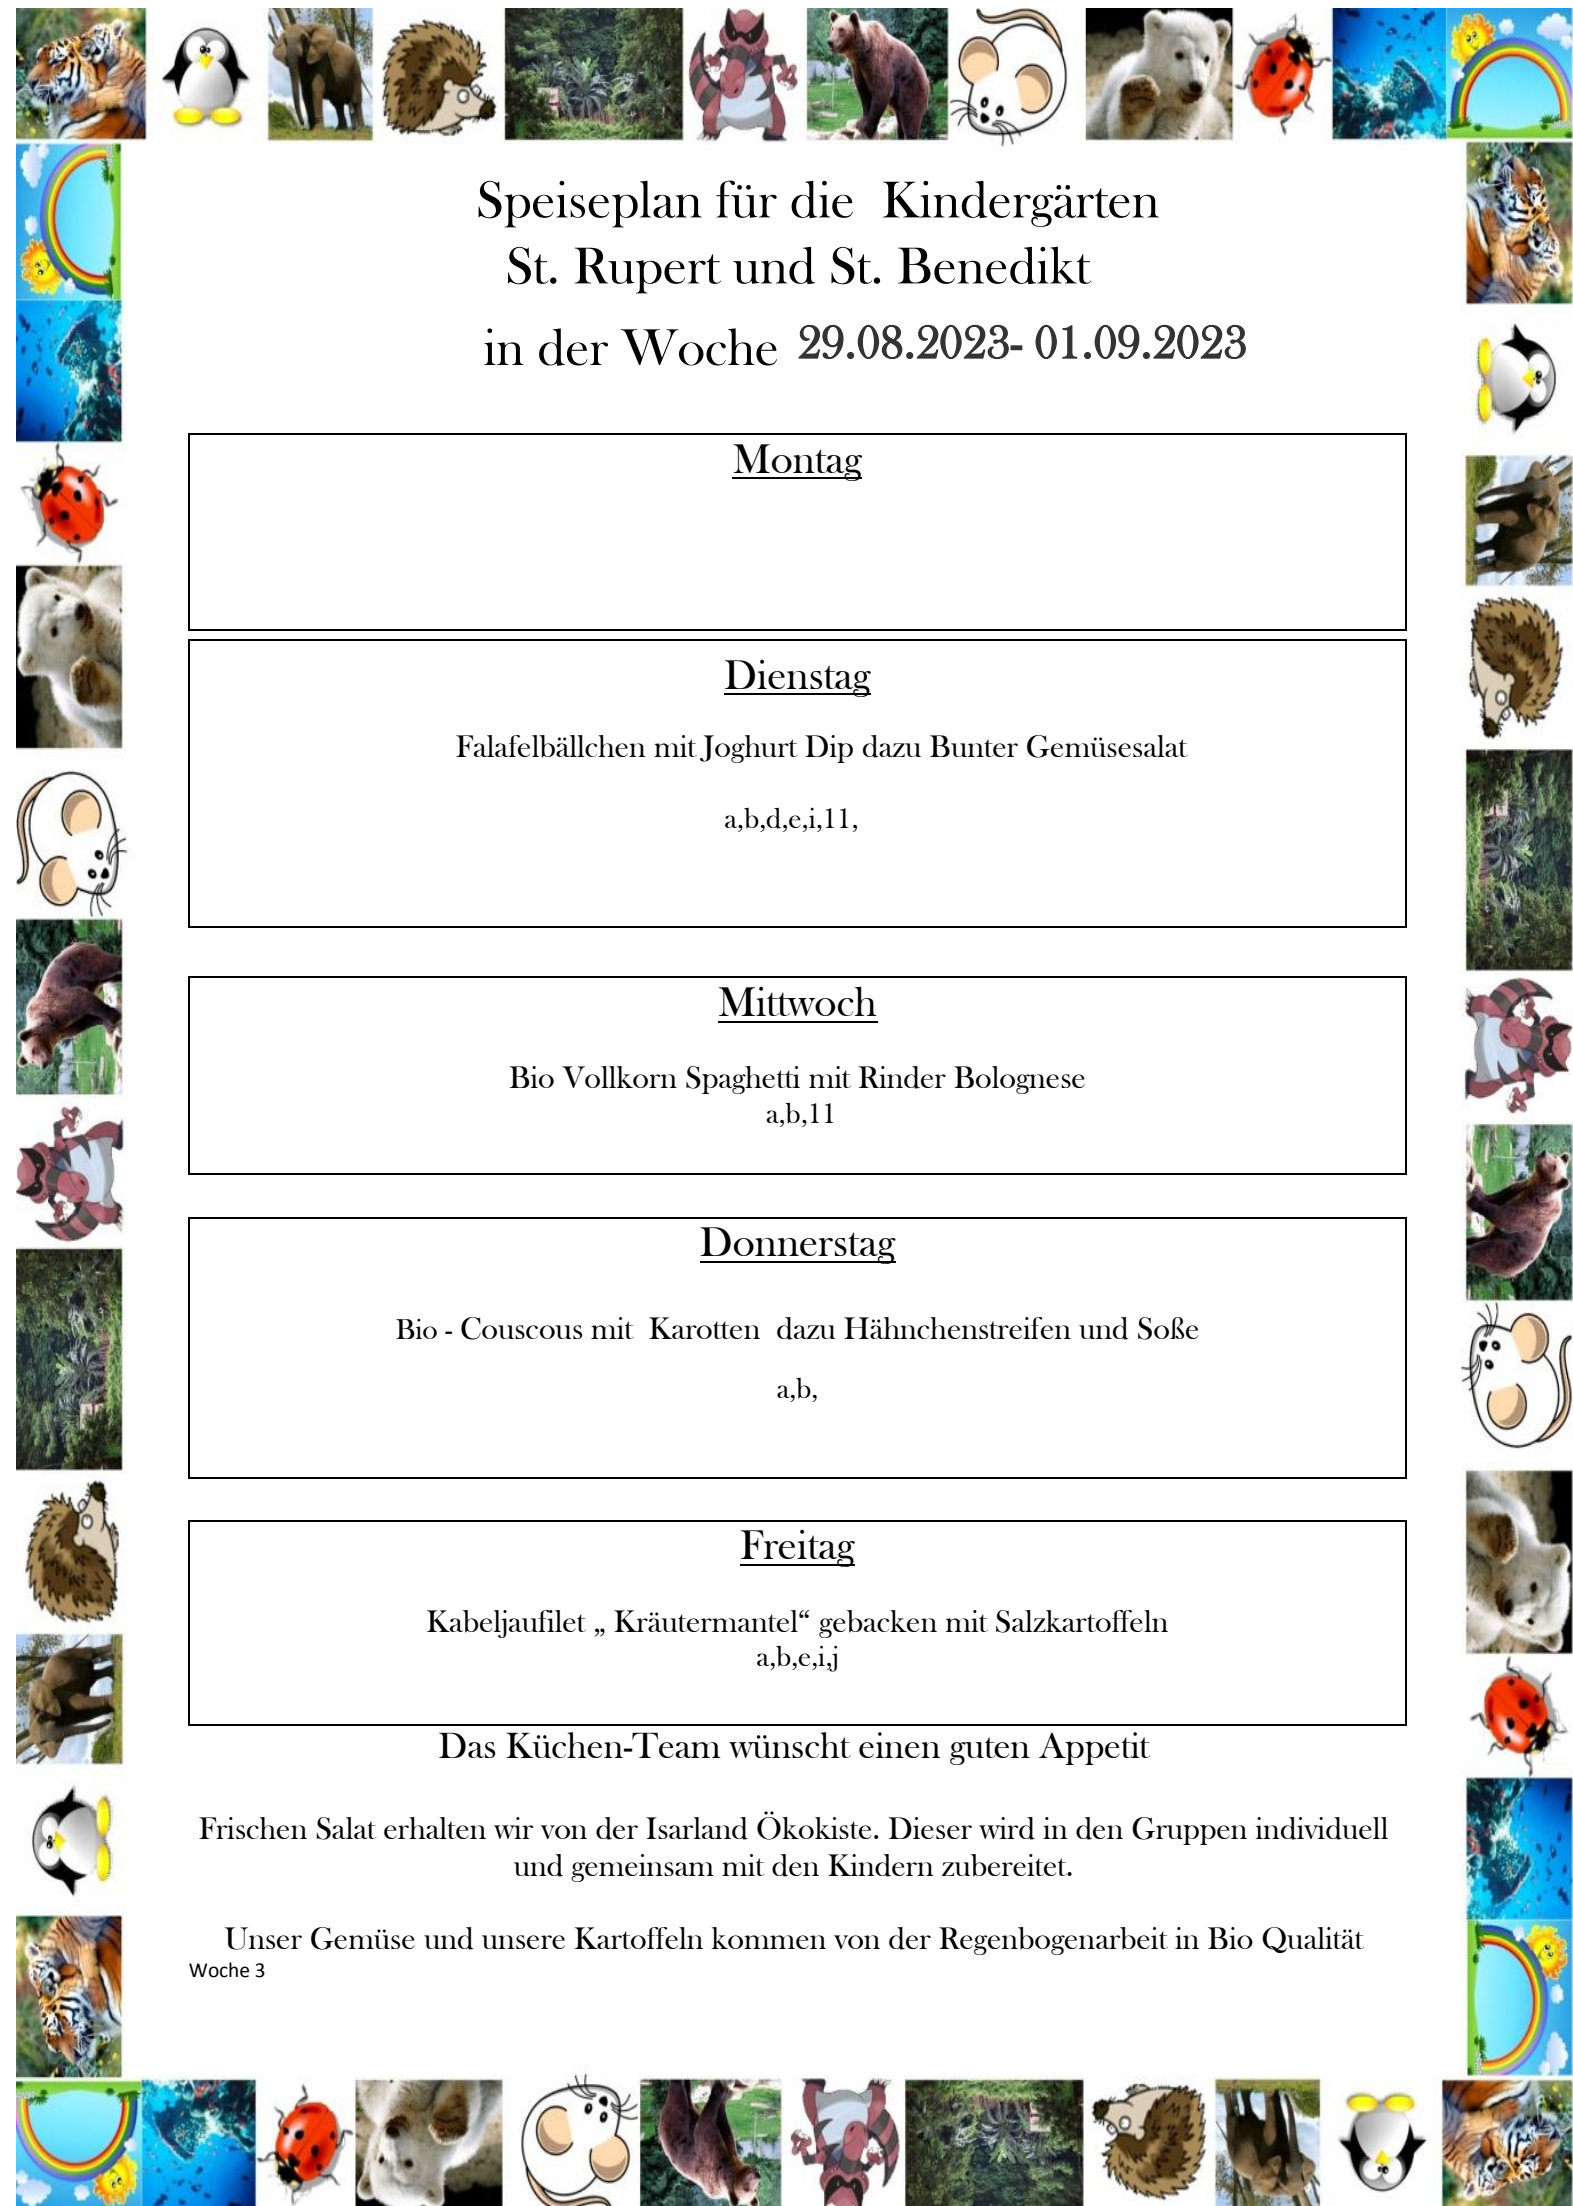 Speiseplan für die Kindergärten
St. Rupert und St. Benedikt
in der Woche 29.08.2023- 01.09.2023
Montag
Dienstag
Falafelbällchen mit Joghurt Dip dazu Bunter Gemüsesalat
a,b,d,e,i,11,
Mittwoch
Bio Vollkorn Spaghetti mit Rinder Bolognese
a,b,11
Donnerstag
Bio - Couscous mit Karotten dazu Hähnchenstreifen und Soße
a,b,
Freitag
Kabeljaufilet „ Kräutermantel“ gebacken mit Salzkartoffeln
a,b,e,i,j
Das Küchen-Team wünscht einen guten Appetit
Frischen Salat erhalten wir von der Isarland Ökokiste. Dieser wird in den Gruppen individuell
und gemeinsam mit den Kindern zubereitet.
Unser Gemüse und unsere Kartoffeln kommen von der Regenbogenarbeit in Bio Qualität
Woche 3